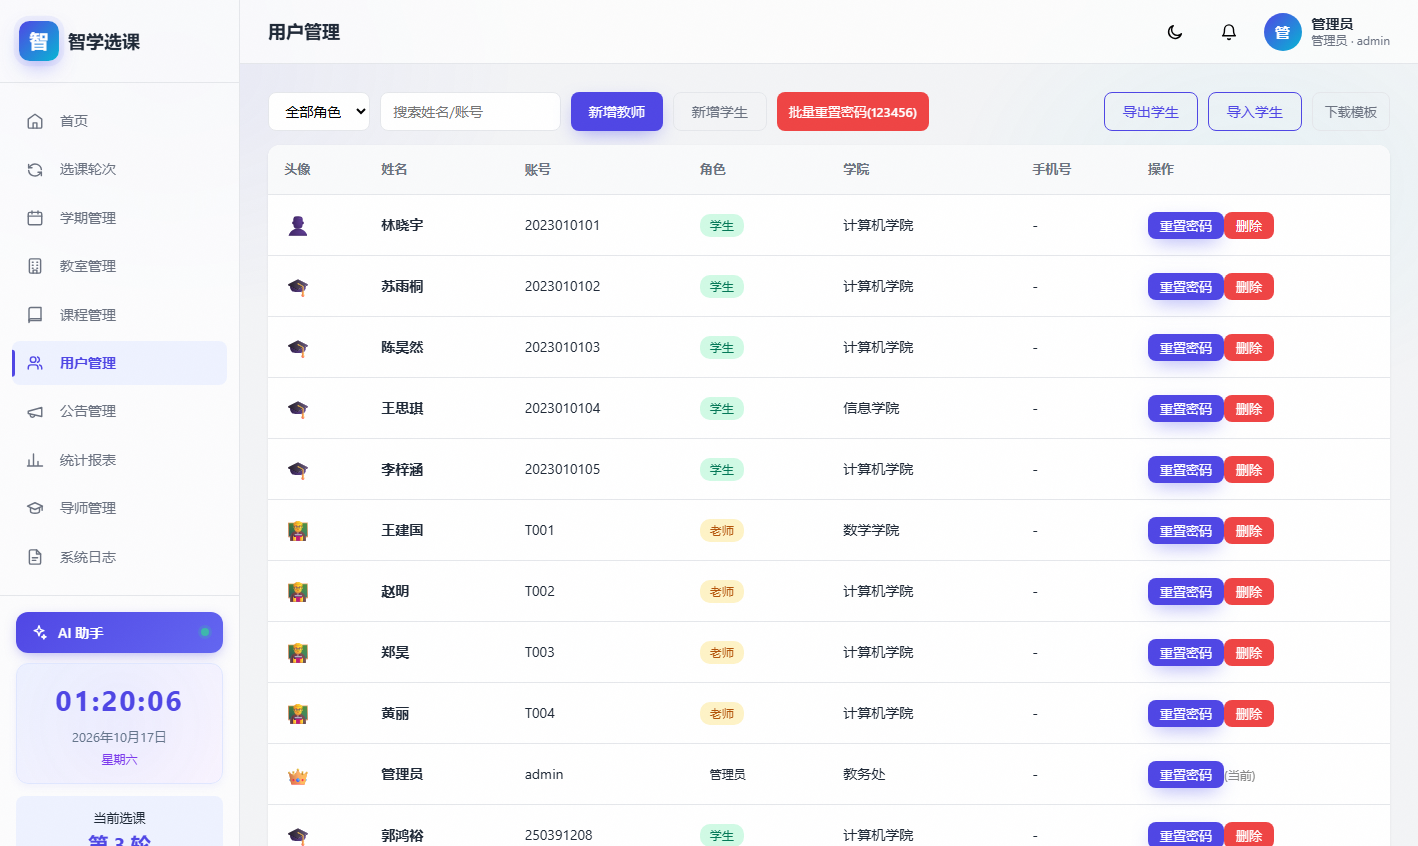 智 智学选课
首页
选课轮次
学期管理
教室管理
课程管理
用户管理
公告管理
统计报表
导师管理
系统日志
AI 助手
01:20:06
2026年10月17日
星期六
当前选课
第 3 轮
用户管理
管 管理员
管理员 · admin
全部角色 搜索姓名/账号 新增教师 新增学生 批量重置密码(123456) 导出学生 导入学生 下载模板
头像 姓名 账号 角色 学院 手机号 操作
林晓宇 2023010101 学生 计算机学院 - 重置密码 删除
苏雨桐 2023010102 学生 计算机学院 - 重置密码 删除
陈昊然 2023010103 学生 计算机学院 - 重置密码 删除
王思琪 2023010104 学生 信息学院 - 重置密码 删除
李梓涵 2023010105 学生 计算机学院 - 重置密码 删除
王建国 T001 老师 数学学院 - 重置密码 删除
赵明 T002 老师 计算机学院 - 重置密码 删除
郑昊 T003 老师 计算机学院 - 重置密码 删除
黄丽 T004 老师 计算机学院 - 重置密码 删除
管理员 admin 管理员 教务处 - 重置密码 (当前)
郭鸿裕 250391208 学生 计算机学院 - 重置密码 删除